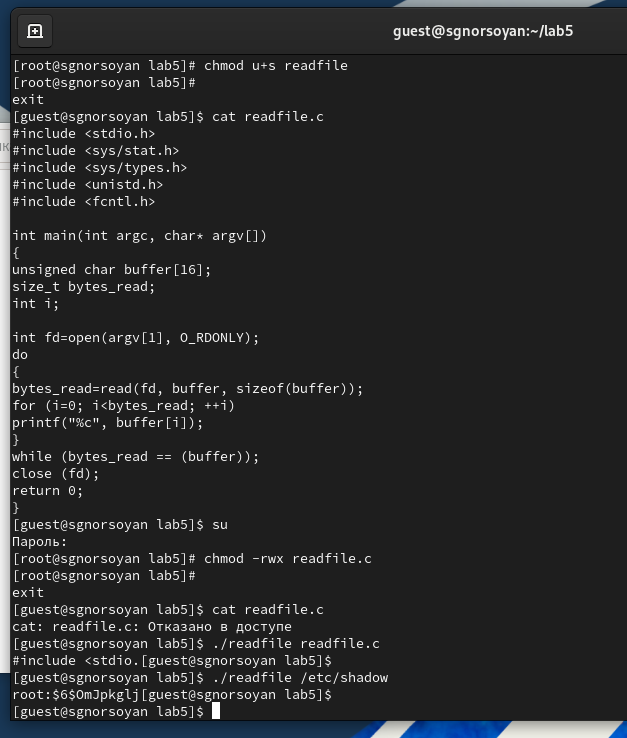 guest@sgnorsoyan:~/lab5
[root@sgnorsoyan lab5]# chmod u+s readfile
[root@sgnorsoyan lab5]#
exit
[guest@sgnorsoyan lab5]$ cat readfile.c
#include <stdio.h>
#include <sys/stat.h>
#include <sys/types.h>
#include <unistd.h>
#include <fcntl.h>
int main(int argc, char* argv[])
{
unsigned char buffer[16];
size_t bytes_read;
int i;
int fd=open(argv[1], O_RDONLY);
do
{
bytes_read=read(fd, buffer, sizeof(buffer));
for (i=0; i<bytes_read; ++i)
printf("%c", buffer[i]);
}
while (bytes_read == (buffer));
close (fd);
return 0;
}
[guest@sgnorsoyan lab5]$ su
Пароль:
[root@sgnorsoyan lab5]# chmod -rwx readfile.c
[root@sgnorsoyan lab5]#
exit
[guest@sgnorsoyan lab5]$ cat readfile.c
cat: readfile.c: Отказано в доступе
[guest@sgnorsoyan lab5]$ ./readfile readfile.c
#include <stdio.[guest@sgnorsoyan lab5]$
[guest@sgnorsoyan lab5]$ ./readfile /etc/shadow
root:$6$OmJpkglj[guest@sgnorsoyan lab5]$
[guest@sgnorsoyan lab5]$